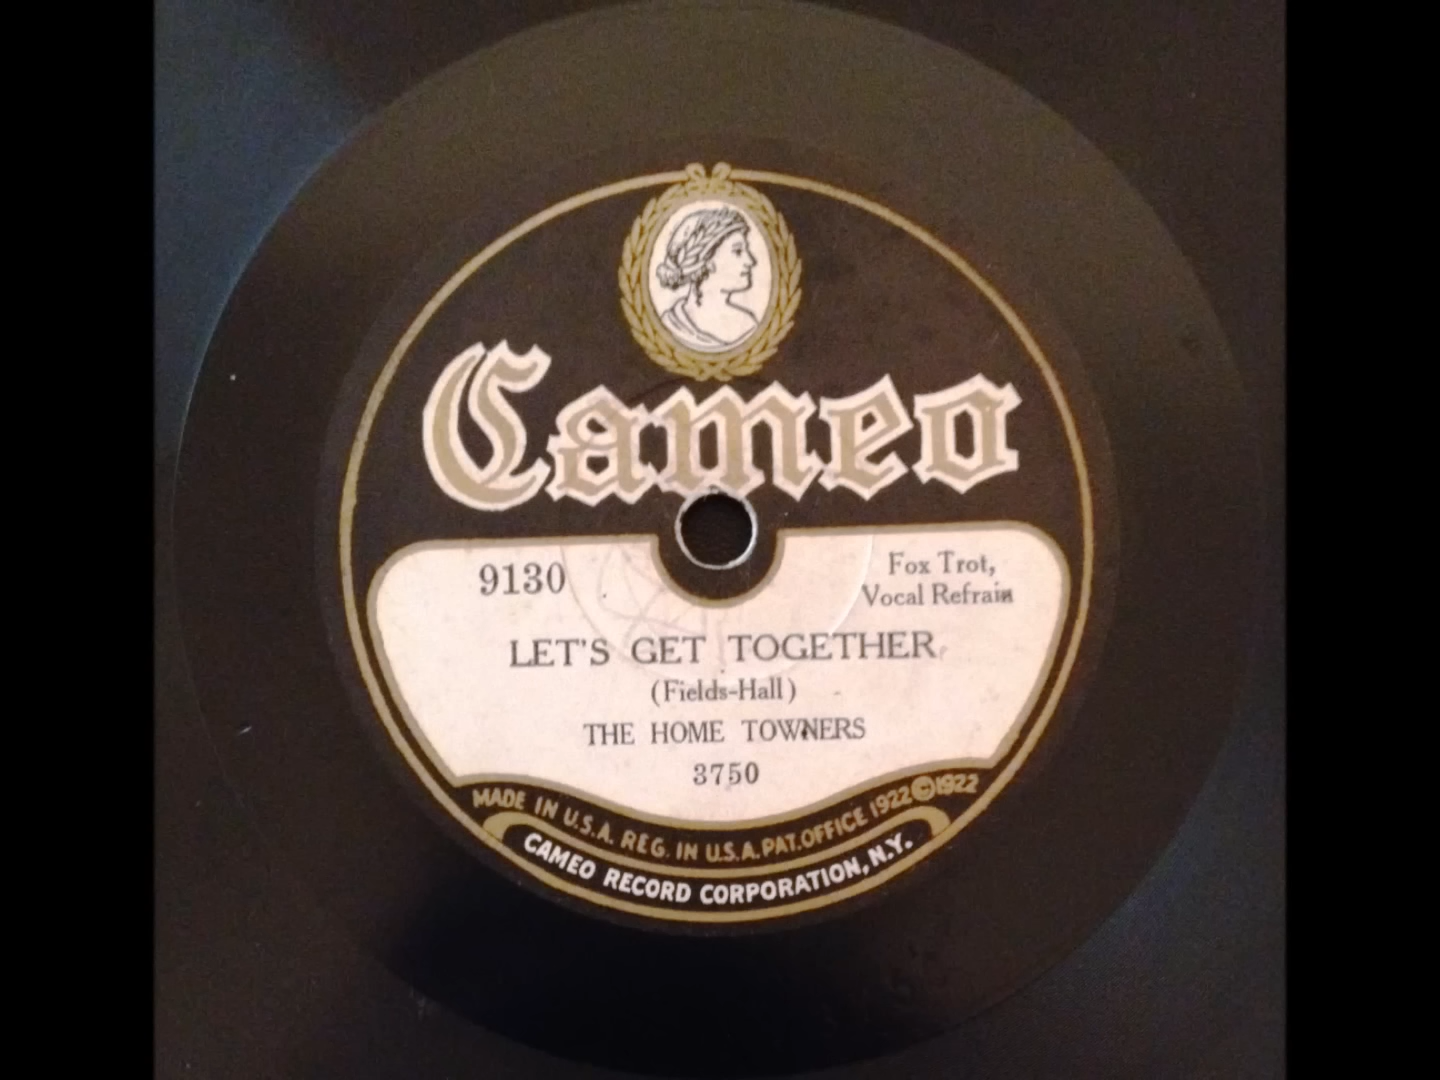 Cameo
9130
Fox Trot,
Vocal Refrain
LET'S GET TOGETHER
(Fields-Hall)
THE HOME TOWNERS
3750
MADE IN U.S.A. REG. IN U.S.A. PAT. OFFICE 1922 © 1922
CAMEO RECORD CORPORATION, N.Y.